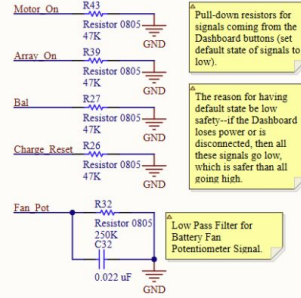 Motor_On
R43
Resistor 0805
47K
GND
Array_On
R39
Resistor 0805
47K
GND
Bal
R27
Resistor 0805
47K
GND
Charge_Reset
R26
Resistor 0805
47K
GND
Fan_Pot
R32
Resistor 0805
250K
C32
0.022 uF
GND
Pull-down resistors for
signals coming from the
Dashboard buttons (set
default state of signals to
low).
The reason for having
default state be low
safety--if the Dashboard
loses power or is
disconnected, then all
these signals go low,
which is safer than all
going high.
Low Pass Filter for
Battery Fan
Potentiometer Signal.